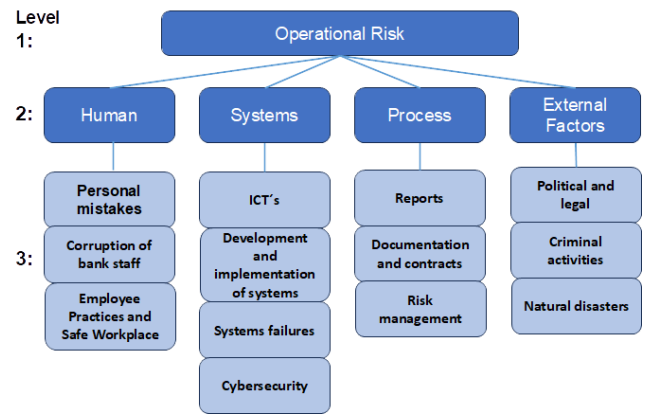 Level
1:
Operational Risk
2:
Human
Systems
Process
External
Factors
3:
Personal
mistakes
Corruption of
bank staff
Employee
Practices and
Safe Workplace
ICT´s
Development
and
implementation
of systems
Systems failures
Cybersecurity
Reports
Documentation
and contracts
Risk
management
Political and
legal
Criminal
activities
Natural disasters